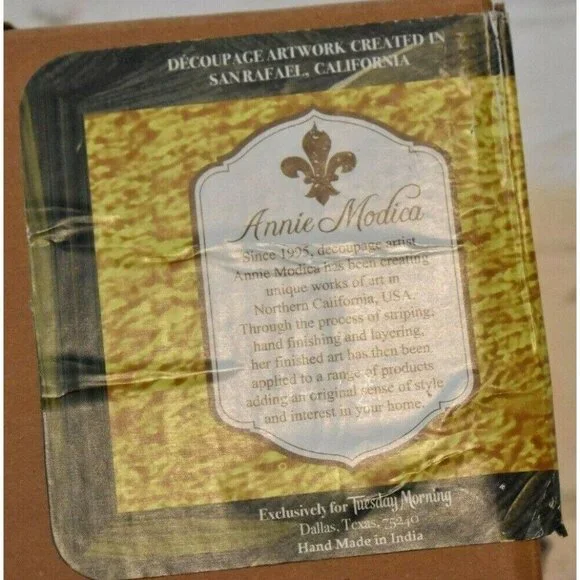 DÉCOUPAGE ARTWORK CREATED IN
SAN RAFAEL, CALIFORNIA
Annie Modica
Since 1995, decoupage artist
Annie Modica has been creating
unique works of art in
Northern California, USA.
Through the process of striping,
hand finishing and layering,
her finished art has then been
applied to a range of products
adding an original sense of style
and interest in your home.
Exclusively for Tuesday Morning
Dallas, Texas, 75240
Hand Made in India